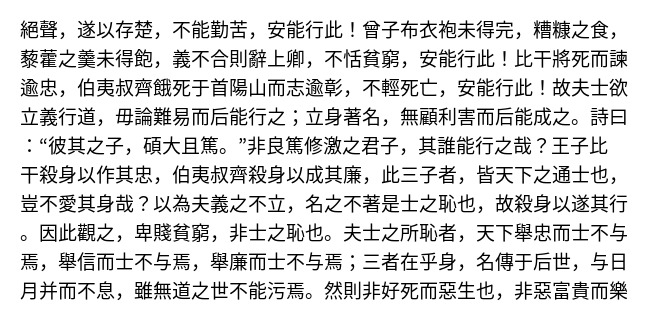 絕聲，遂以存楚，不能勤苦，安能行此！曾子布衣袍未得完，糟糠之食，
藜藿之羹未得飽，義不合則辭上卿，不恬貧窮，安能行此！比干將死而諫
逾忠，伯夷叔齊餓死于首陽山而志逾彰，不輕死亡，安能行此！故夫士欲
立義行道，毋論難易而后能行之；立身著名，無顧利害而后能成之。詩曰
：“彼其之子，碩大且篤。”非良篤修激之君子，其誰能行之哉？王子比
干殺身以作其忠，伯夷叔齊殺身以成其廉，此三子者，皆天下之通士也，
豈不愛其身哉？以為夫義之不立，名之不著是士之恥也，故殺身以遂其行
。因此觀之，卑賤貧窮，非士之恥也。夫士之所恥者，天下舉忠而士不与
焉，舉信而士不与焉，舉廉而士不与焉；三者在乎身，名傳于后世，与日
月并而不息，雖無道之世不能污焉。然則非好死而惡生也，非惡富貴而樂